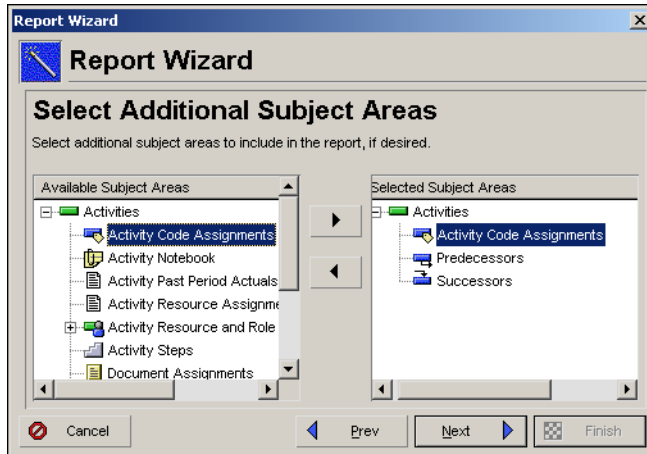 Report Wizard
Report Wizard
Select Additional Subject Areas
Select additional subject areas to include in the report, if desired.
Available Subject Areas
Activities
Activity Code Assignments
Activity Notebook
Activity Past Period Actuals
Activity Resource Assignme
Activity Resource and Role
Activity Steps
Document Assignments
Selected Subject Areas
Activities
Activity Code Assignments
Predecessors
Successors
Cancel
Prev
Next
Finish